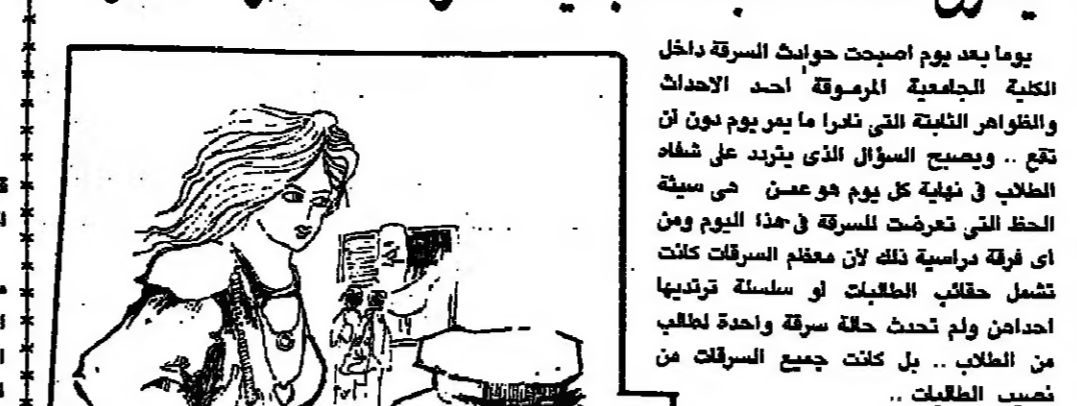 يوما بعد يوم اصبحت حوادث السرقة داخل
الكلية الجامعية المرموقة احد الاحداث
والظواهر الثابتة التى نادرا ما يمر يوم دون ان
تقع .. ويصبح السؤال الذى يتردد على شفاه
الطلاب فى نهاية كل يوم هو عمن هى سيئة
الحظ التى تعرضت للسرقة فى هذا اليوم ومن
اى فرقة دراسية ذلك لأن معظم السرقات كانت
تشمل حقائب الطالبات او سلسلة ترتديها
احداهن ولم تحدث حالة سرقة واحدة لطالب
من الطلاب .. بل كانت جميع السرقات من
نصيب الطالبات ..